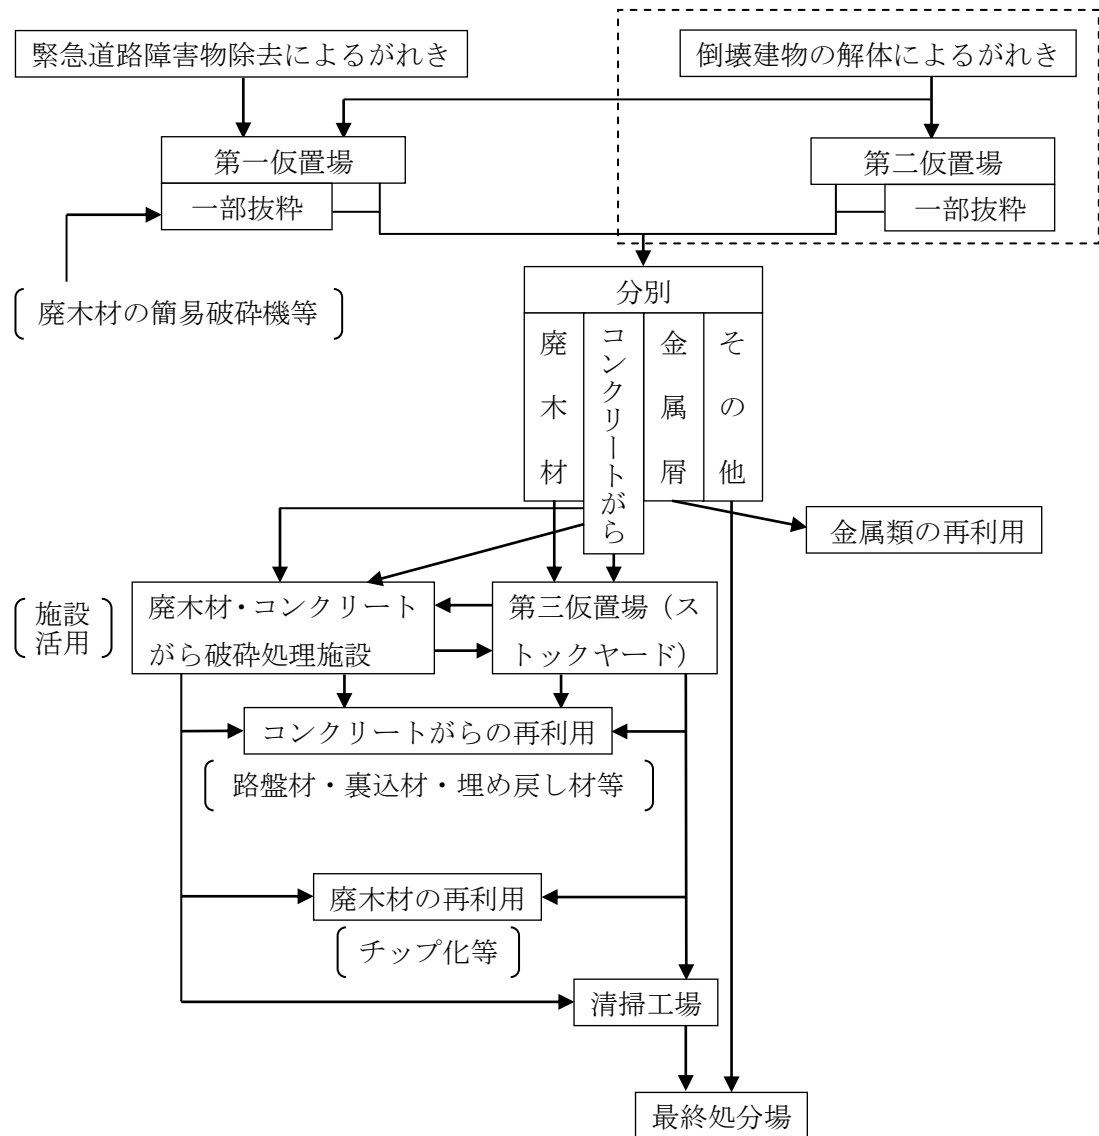 緊急道路障害物除去によるがれき
倒壊建物の解体によるがれき
第一仮置場
第二仮置場
一部抜粋
一部抜粋
廃木材の簡易破砕機等
分別
廃木材
コンクリートがら
金属屑
その他
金属類の再利用
施設
活用
廃木材・コンクリート
がら破砕処理施設
第三仮置場（ス
トックヤード）
コンクリートがらの再利用
路盤材・裏込材・埋め戻し材等
廃木材の再利用
チップ化等
清掃工場
最終処分場